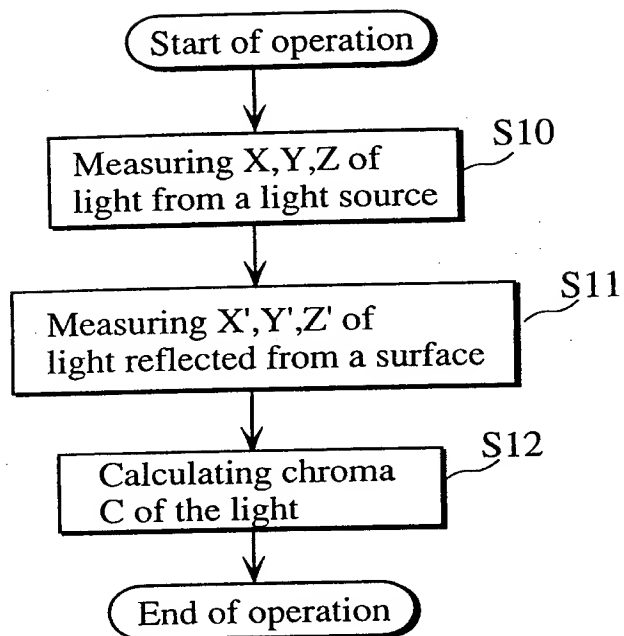 Start of operation
S10
Measuring X,Y,Z of
light from a light source
S11
Measuring X',Y',Z' of
light reflected from a surface
S12
Calculating chroma
C of the light
End of operation